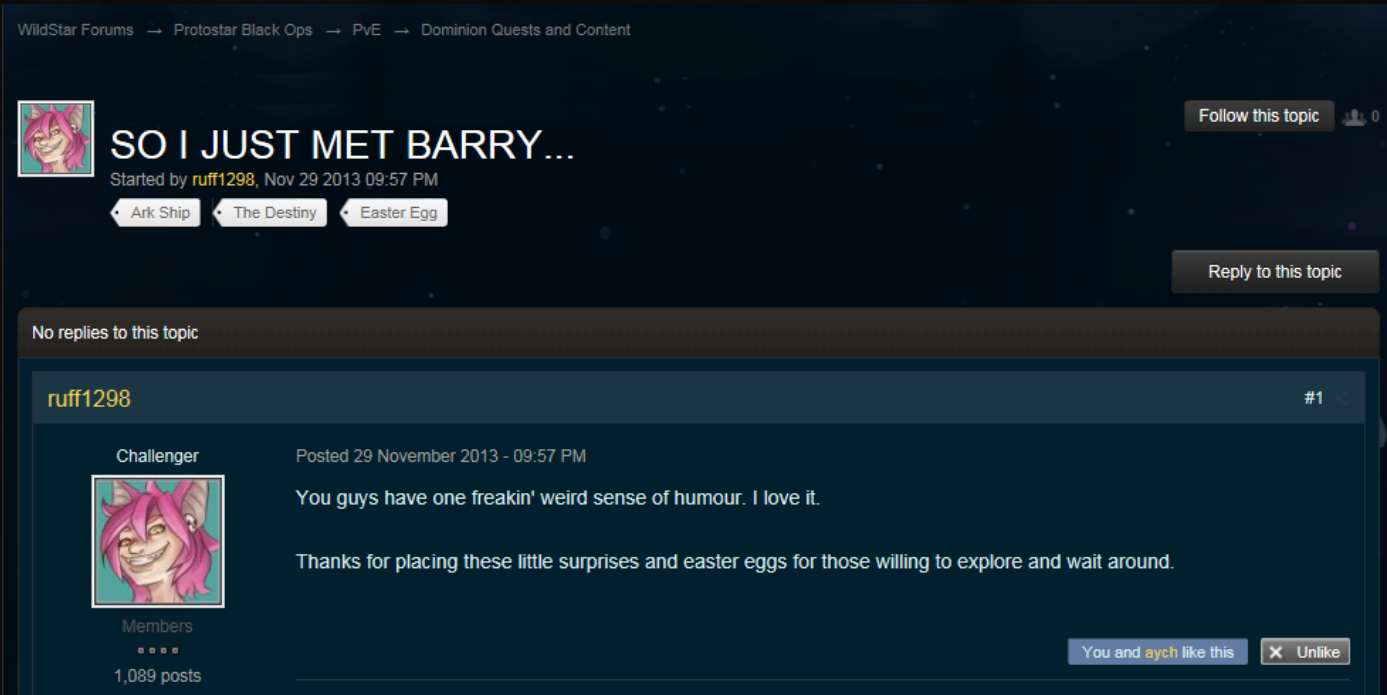 WildStar Forums → Protostar Black Ops → PvE → Dominion Quests and Content
SO I JUST MET BARRY...
Started by ruff1298, Nov 29 2013 09:57 PM
Follow this topic 0
Ark Ship The Destiny Easter Egg
Reply to this topic
No replies to this topic
ruff1298 #1
Challenger
Posted 29 November 2013 - 09:57 PM
You guys have one freakin' weird sense of humour. I love it.
Thanks for placing these little surprises and easter eggs for those willing to explore and wait around.
Members
1,089 posts
You and aych like this
X Unlike